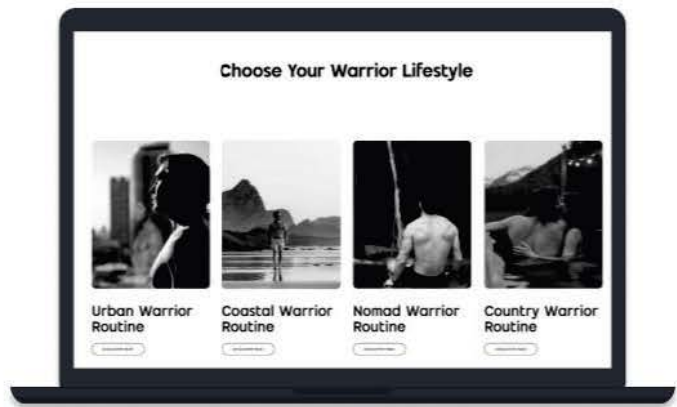 Choose Your Warrior Lifestyle
Urban Warrior
Routine
Coastal Warrior
Routine
Nomad Warrior
Routine
Country Warrior
Routine